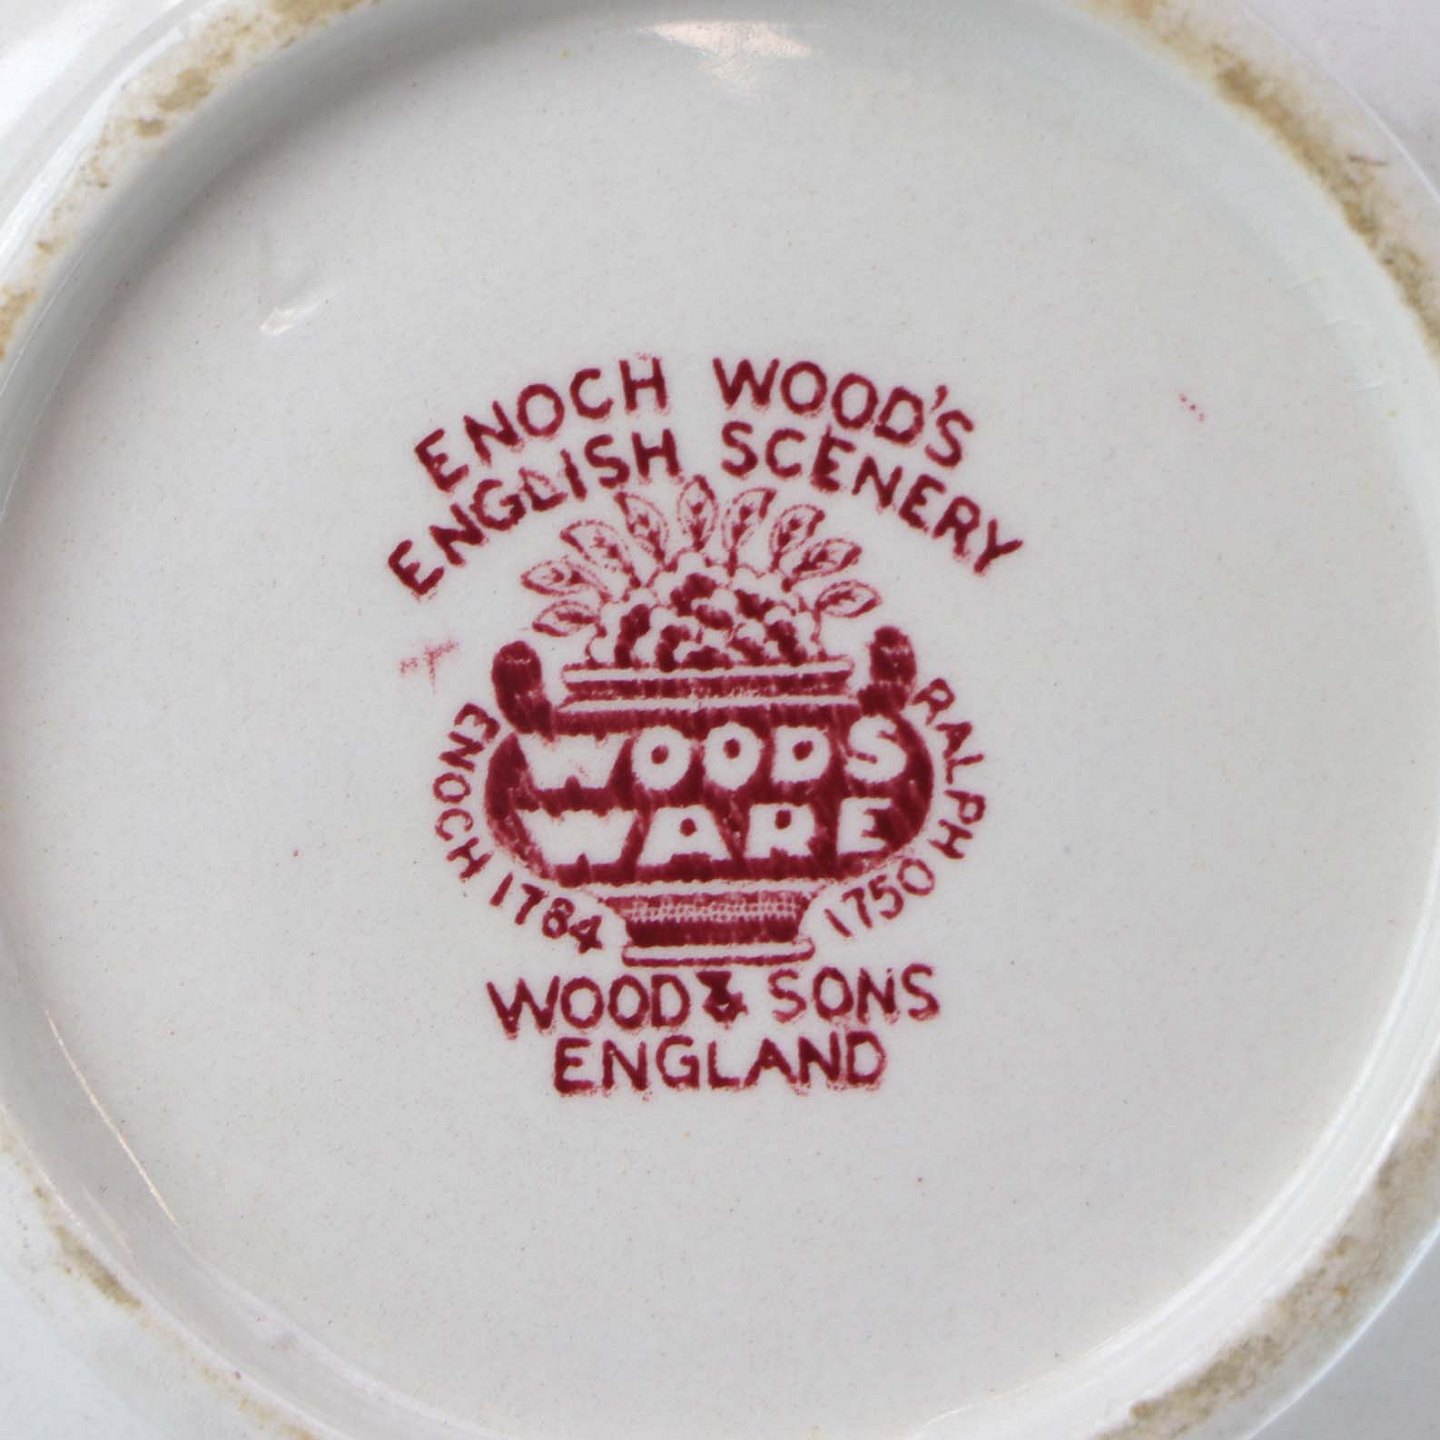 ENOCH WOOD'S
ENGLISH SCENERY
WOODS
WARE
ENOCH 1784
RALPH 1750
WOOD & SONS
ENGLAND